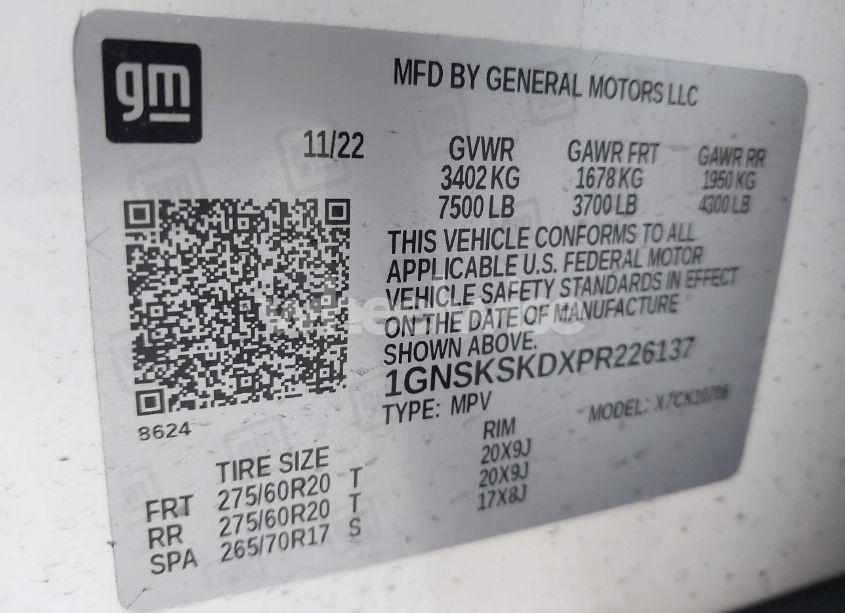 gm
MFD BY GENERAL MOTORS LLC
11/22
GVWR GAWR FRT GAWR RR
3402 KG 1678 KG 1950 KG
7500 LB 3700 LB 4300 LB
THIS VEHICLE CONFORMS TO ALL
APPLICABLE U.S. FEDERAL MOTOR
VEHICLE SAFETY STANDARDS IN EFFECT
ON THE DATE OF MANUFACTURE
SHOWN ABOVE.
1GNSKSKDXPR226137
TYPE: MPV MODEL: X7CK10706
8624
TIRE SIZE RIM
FRT 275/60R20 T 20X9J
RR 275/60R20 T 20X9J
SPA 265/70R17 S 17X8J